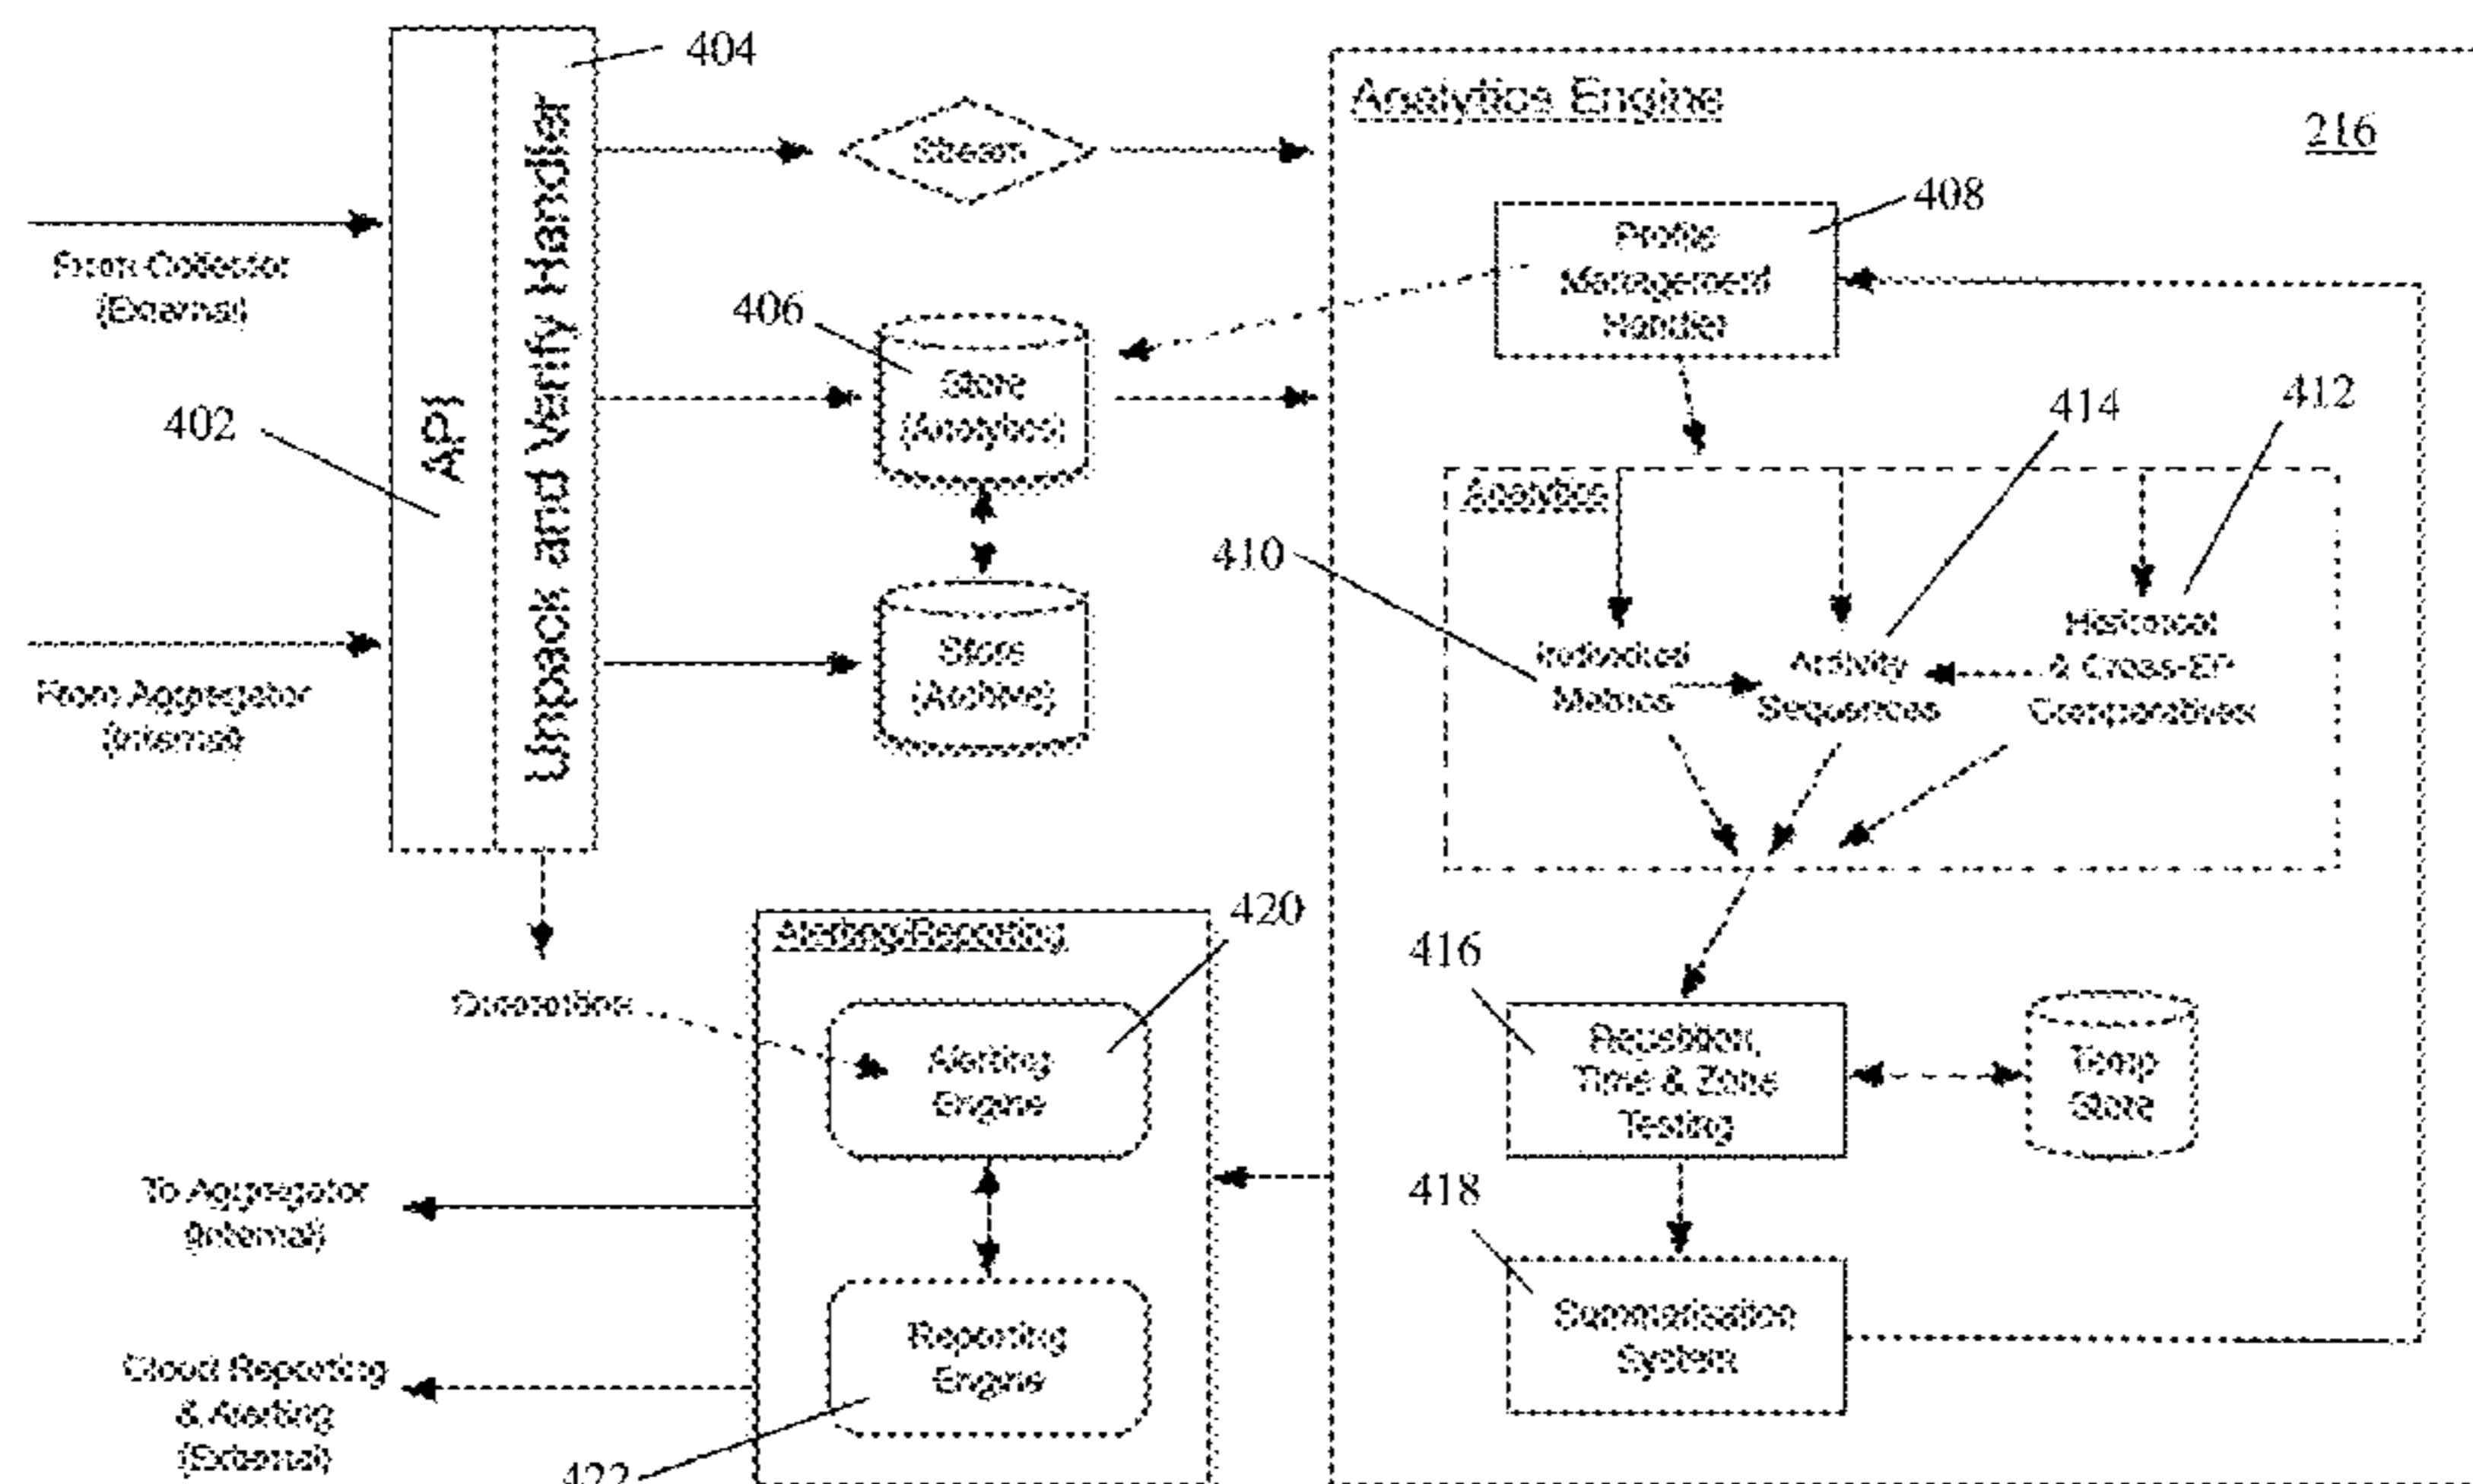 404
Analytics Engine
216
Stream
408
Profile
Management
Handler
From Collector
(External)
Unpack and Verify Handler
API
406
402
Store
(Analytics)
414
412
Analytics
410
Store
(Archive)
Individual
Metrics
Activity
Sequences
Historical
& Cross-EP
Comparatives
From Aggregator
(Internal)
420
Alerting/Reporting
416
Alerting
Engine
Repetition,
Time & Zone
Testing
Temp
Store
To Aggregator
(Internal)
418
Summarisation
System
Reporting
Engine
Cloud Reporting
& Alerting
(External)
422